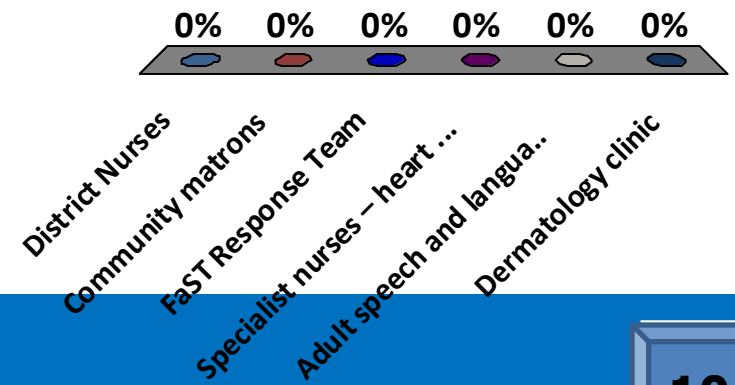 0% 0% 0% 0% 0% 0%
District Nurses
Community matrons
FaST Response Team
Specialist nurses – heart ...
Adult speech and langua..
Dermatology clinic